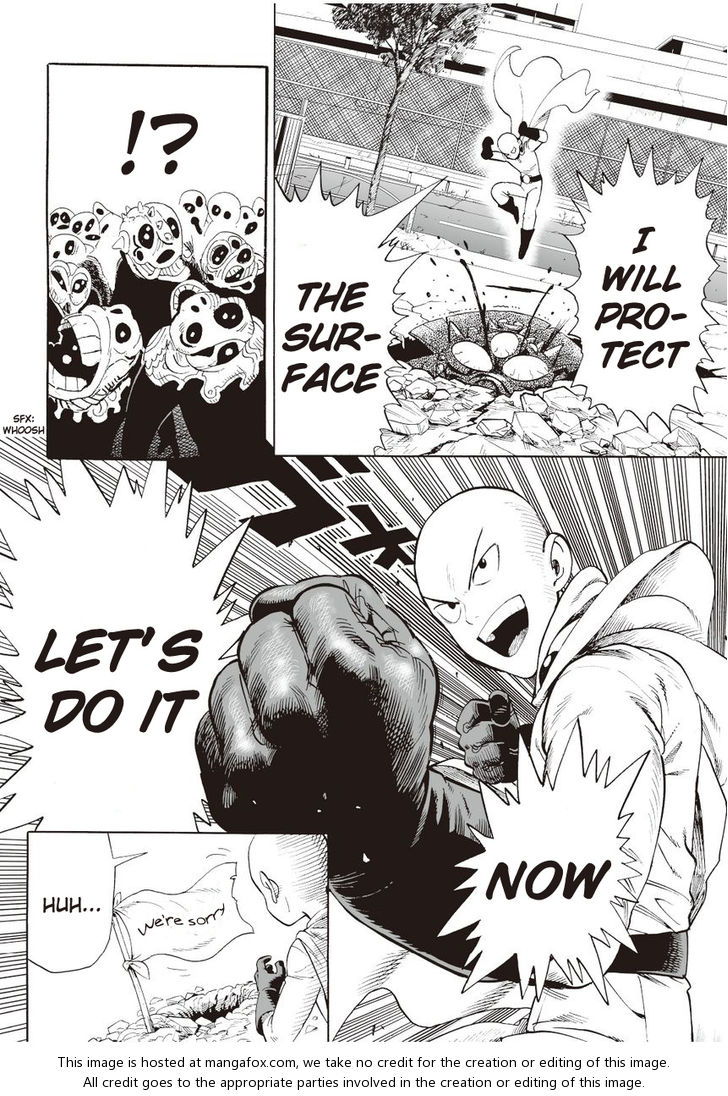 I
WILL
PRO-
TECT
THE
SUR-
FACE
!?
SFX:
WHOOSH
LET'S
DO IT
NOW
HUH...
We're sorry
This image is hosted at mangafox.com, we take no credit for the creation or editing of this image.
All credit goes to the appropriate parties involved in the creation or editing of this image.